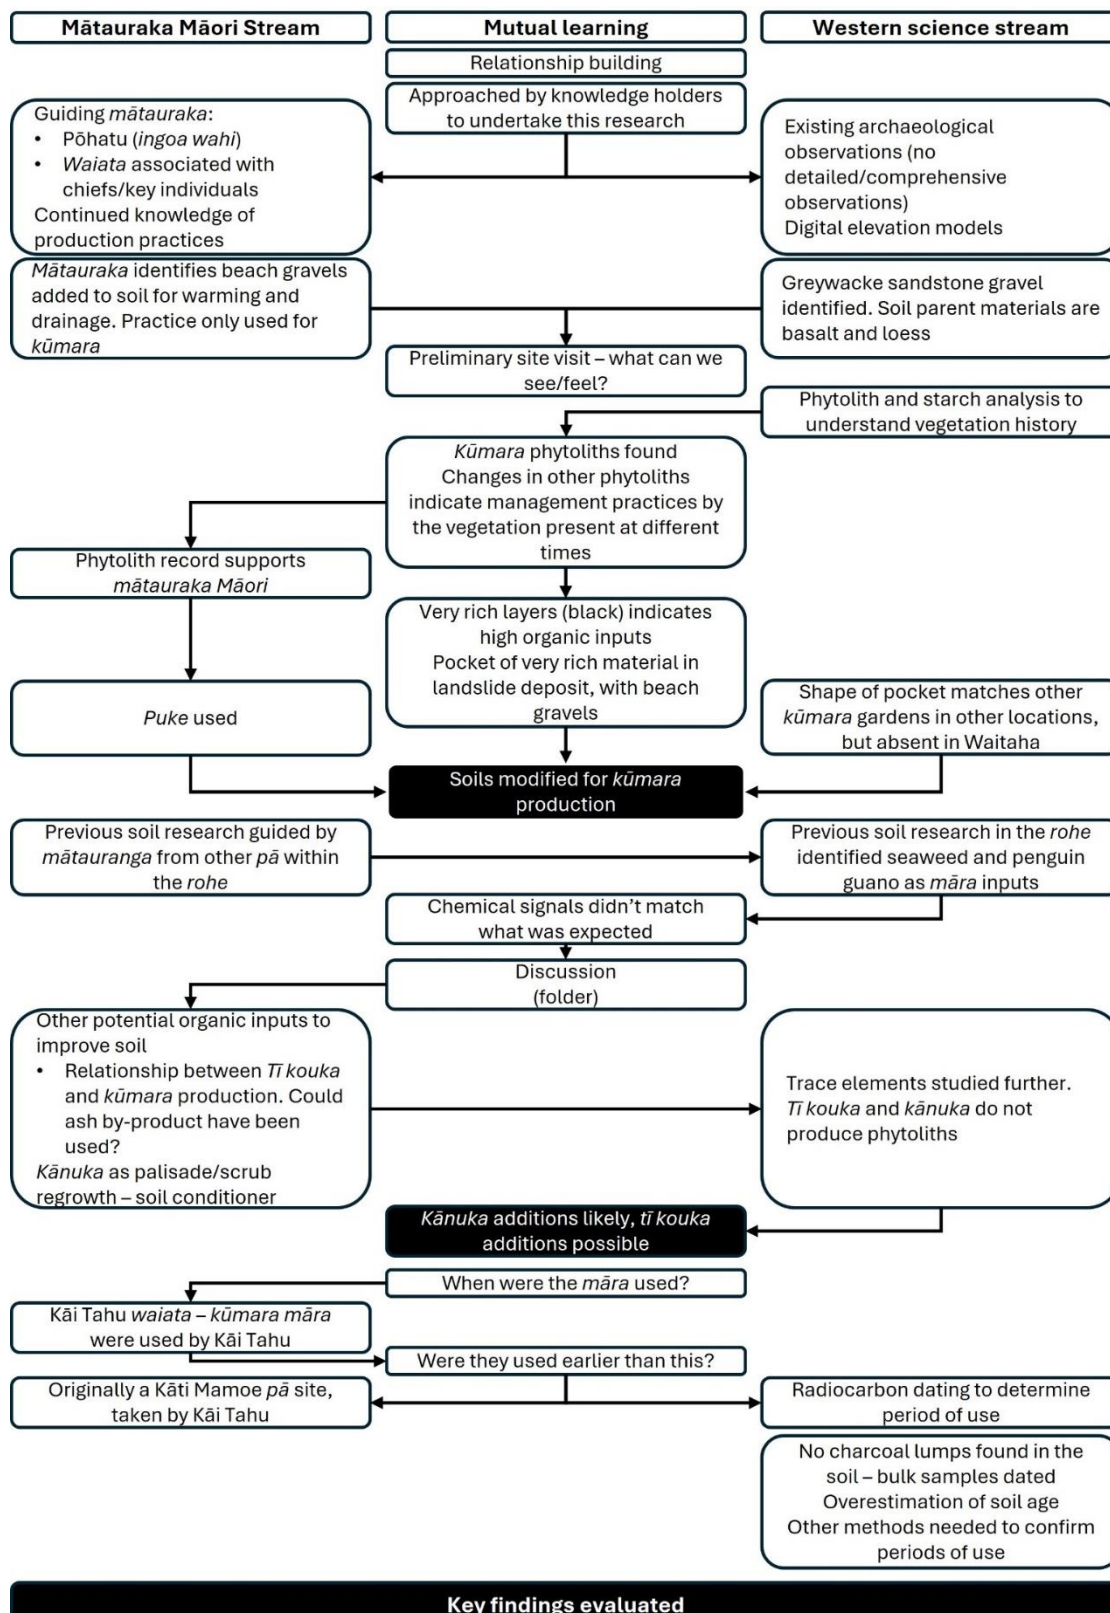 Mātauraka Māori Stream
Mutual learning
Western science stream
Relationship building
Approached by knowledge holders
to undertake this research
Guiding mātauraka:
• Pōhatu (ingoa wahi)
• Waiata associated with
chiefs/key individuals
Continued knowledge of
production practices
Existing archaeological
observations (no
detailed/comprehensive
observations)
Digital elevation models
Mātauraka identifies beach gravels
added to soil for warming and
drainage. Practice only used for
kūmara
Greywacke sandstone gravel
identified. Soil parent materials are
basalt and loess
Preliminary site visit – what can we
see/feel?
Phytolith and starch analysis to
understand vegetation history
Kūmara phytoliths found
Changes in other phytoliths
indicate management practices by
the vegetation present at different
times
Phytolith record supports
mātauraka Māori
Very rich layers (black) indicates
high organic inputs
Pocket of very rich material in
landslide deposit, with beach
gravels
Puke used
Shape of pocket matches other
kūmara gardens in other locations,
but absent in Waitaha
Soils modified for kūmara
production
Previous soil research guided by
mātauranga from other pā within
the rohe
Previous soil research in the rohe
identified seaweed and penguin
guano as māra inputs
Chemical signals didn’t match
what was expected
Discussion
(folder)
Other potential organic inputs to
improve soil
• Relationship between Tī kouka
and kūmara production. Could
ash by-product have been
used?
Kānuka as palisade/scrub
regrowth – soil conditioner
Trace elements studied further.
Tī kouka and kānuka do not
produce phytoliths
Kānuka additions likely, tī kouka
additions possible
When were the māra used?
Kāi Tahu waiata – kūmara māra
were used by Kāi Tahu
Were they used earlier than this?
Originally a Kāti Mamoe pā site,
taken by Kāi Tahu
Radiocarbon dating to determine
period of use
No charcoal lumps found in the
soil – bulk samples dated
Overestimation of soil age
Other methods needed to confirm
periods of use
Key findings evaluated